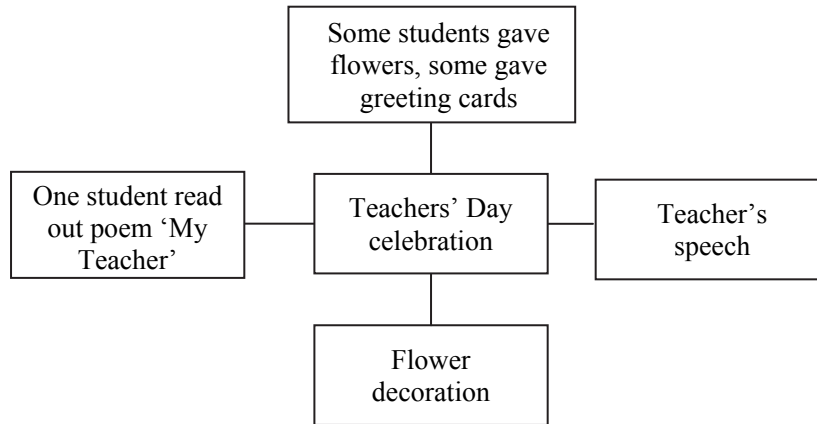 Some students gave
flowers, some gave
greeting cards
One student read
out poem ‘My
Teacher’
Teachers’ Day
celebration
Teacher’s
speech
Flower
decoration